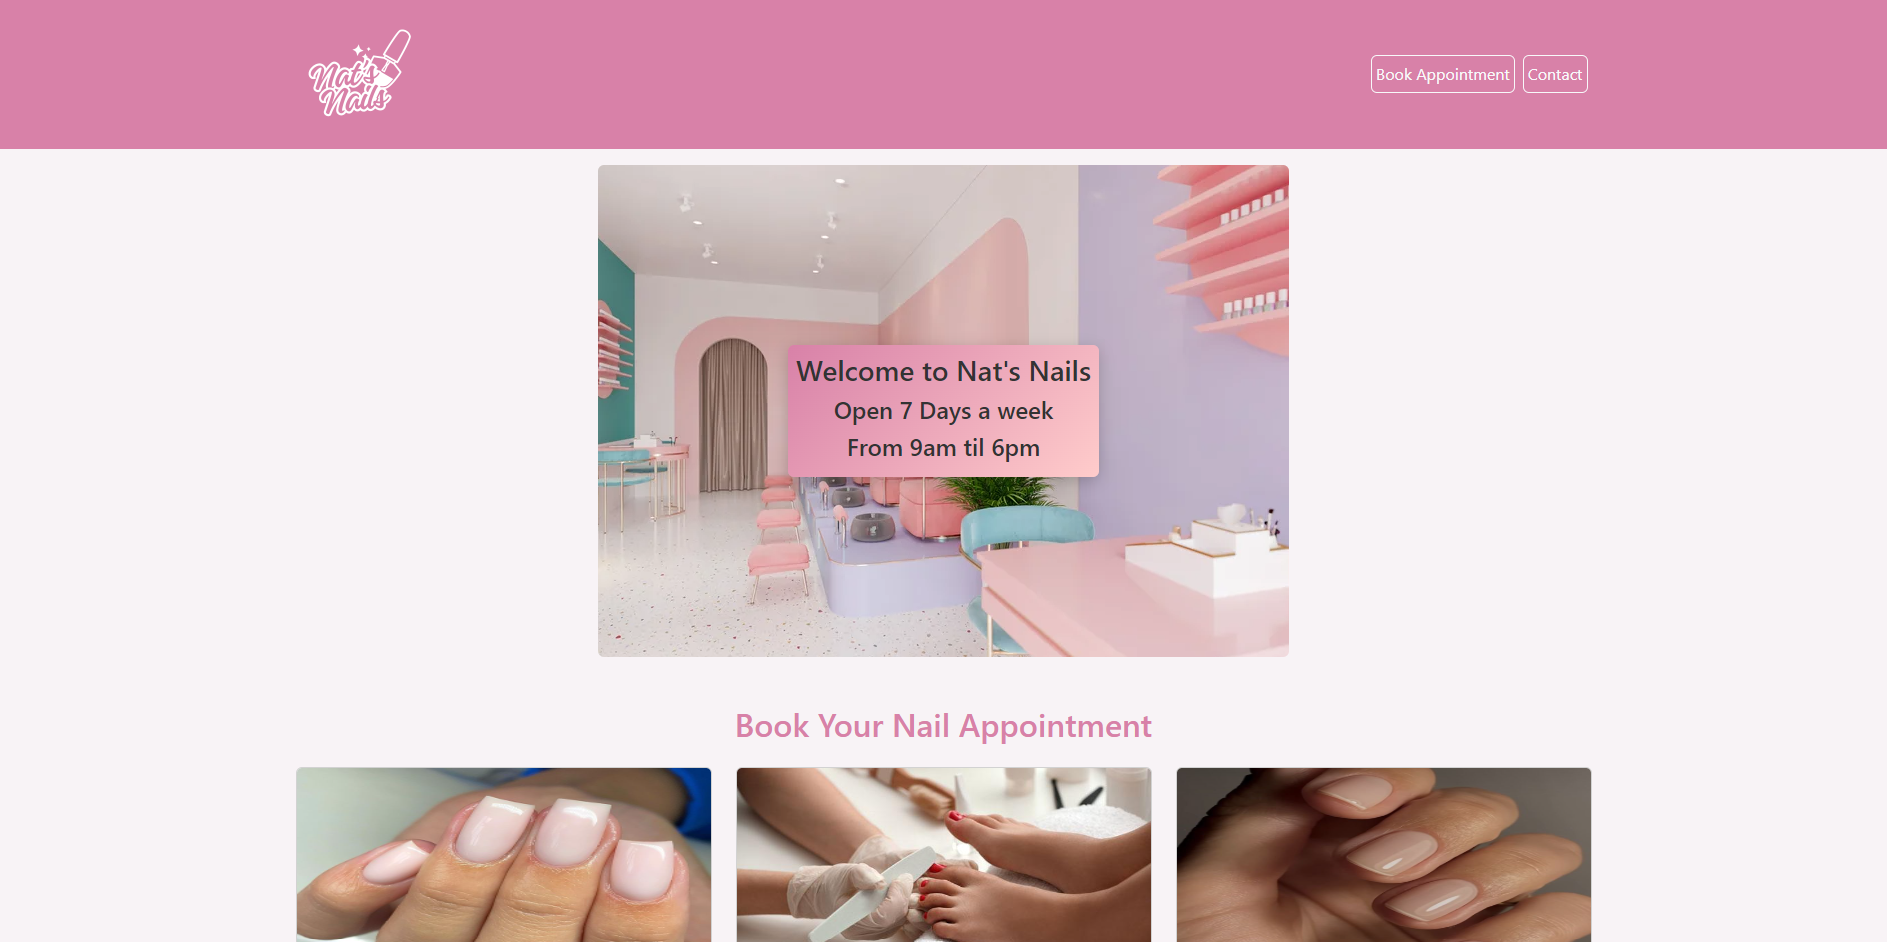 Nat's
Nails
Book Appointment
Contact
Welcome to Nat's Nails
Open 7 Days a week
From 9am til 6pm
Book Your Nail Appointment